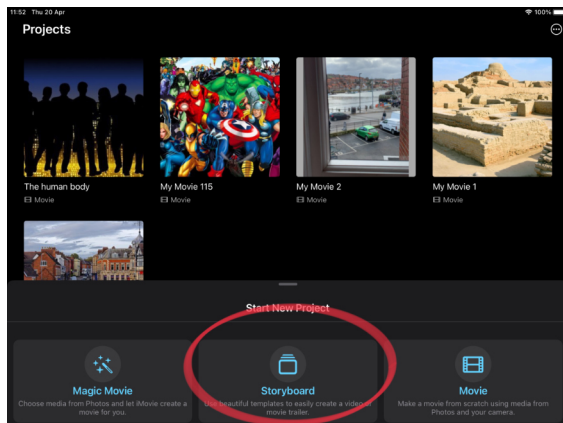 11:52 Thu 20 Apr
100%
Projects
The human body
My Movie 115
My Movie 2
My Movie 1
Movie
Movie
Movie
Movie
Start New Project
Magic Movie
Storyboard
Movie
Choose media from Photos and let iMovie create a
movie for you.
Use beautiful templates to easily create a video or
movie trailer.
Make a movie from scratch using media from
Photos and your camera.